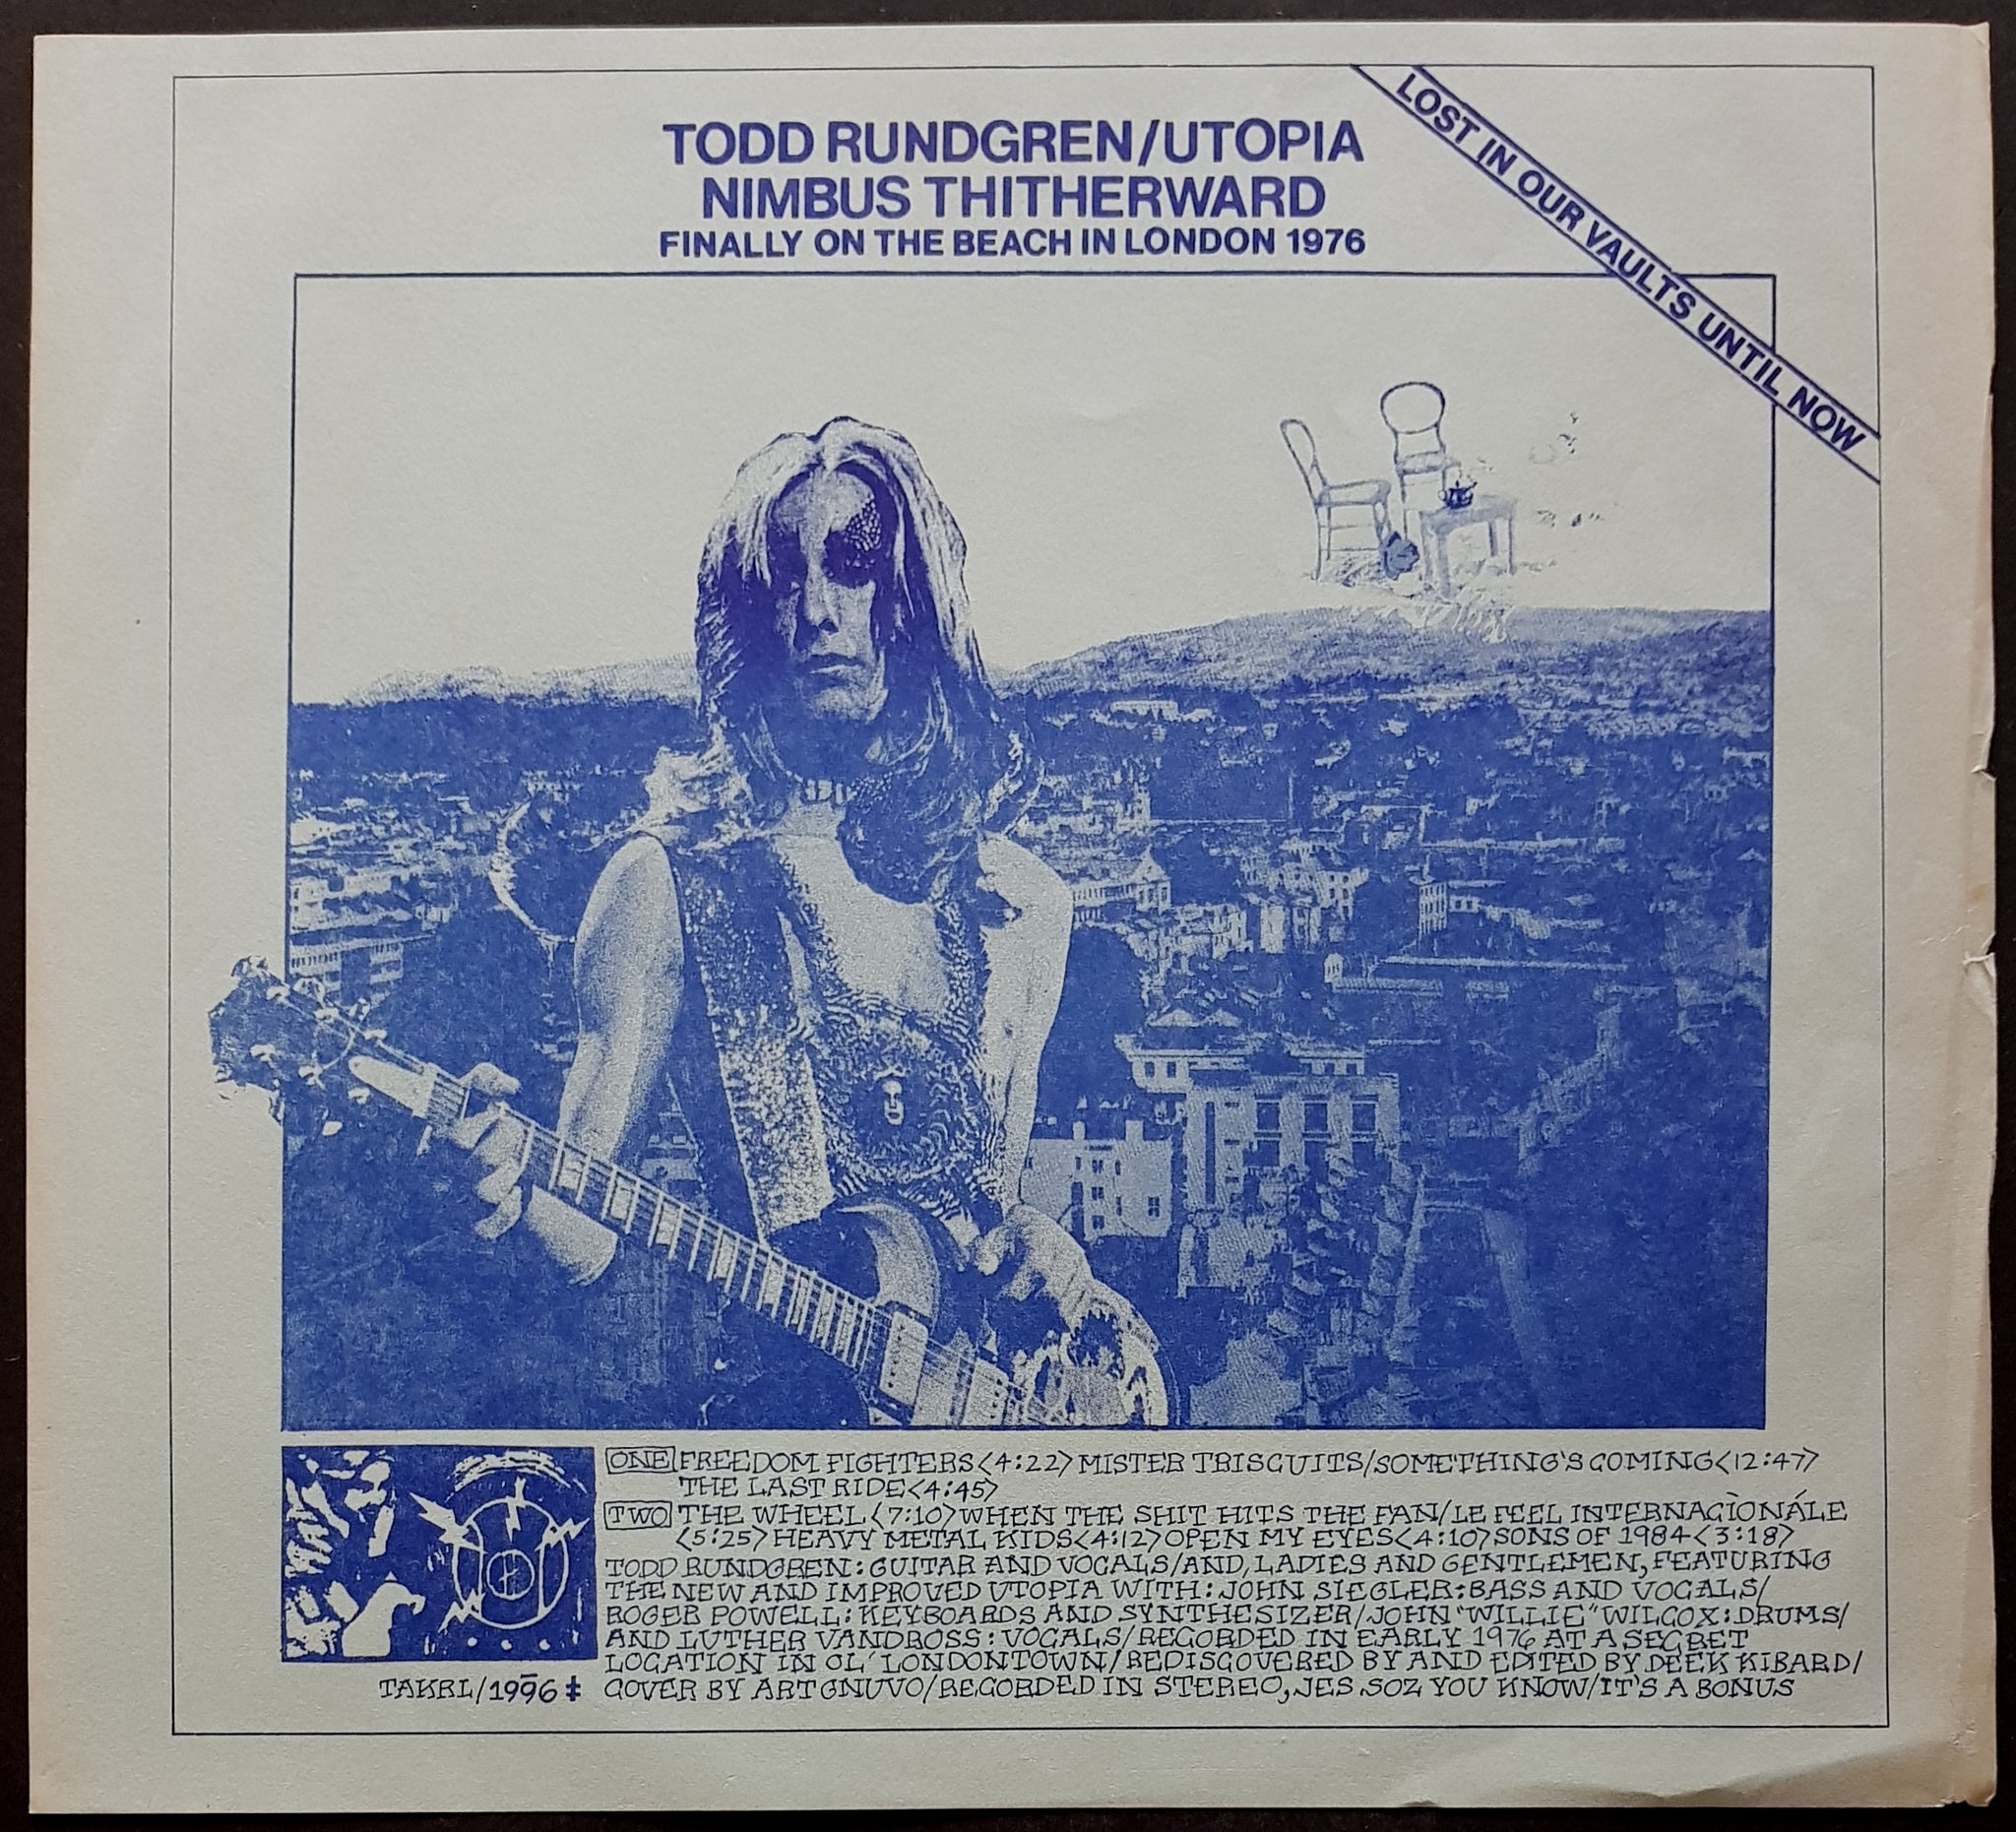 TODD RUNDGREN/UTOPIA
NIMBUS THITHERWARD
FINALLY ON THE BEACH IN LONDON 1976
LOST IN OUR VAULTS UNTIL NOW
ONE FREEDOM FIGHTERS<4:22>MISTER TRISCUITS/SOMETHING'S COMING<12:47>
THE LAST RIDE<4:45>
TWO THE WHEEL<7:10>WHEN THE SHIT HITS THE FAN/LE FEEL INTERNACÌONÁLE
<5:25>HEAVY METAL KIDS<4:12>OPEN MY EYES<4:10>SONS OF 1984<3:18>
TODD RUNDGREN:GUITAR AND VOCALS/AND, LADIES AND GENTLEMEN, FEATURING
THE NEW AND IMPROVED UTOPIA WITH:JOHN SIEGLER:BASS AND VOCALS/
ROGER POWELL:KEYBOARDS AND SYNTHESIZER/JOHN "WILLIE" WILCOX:DRUMS/
AND LUTHER VANDROSS:VOCALS/RECORDED IN EARLY 1976 AT A SECRET
LOCATION IN OL' LONDONTOWN/REDISCOVERED BY AND EDITED BY DEEK KIBARD/
COVER BY ART GNUVO/RECORDED IN STEREO, JES SOZ YOU KNOW/IT'S A BONUS
TAKRL/1996